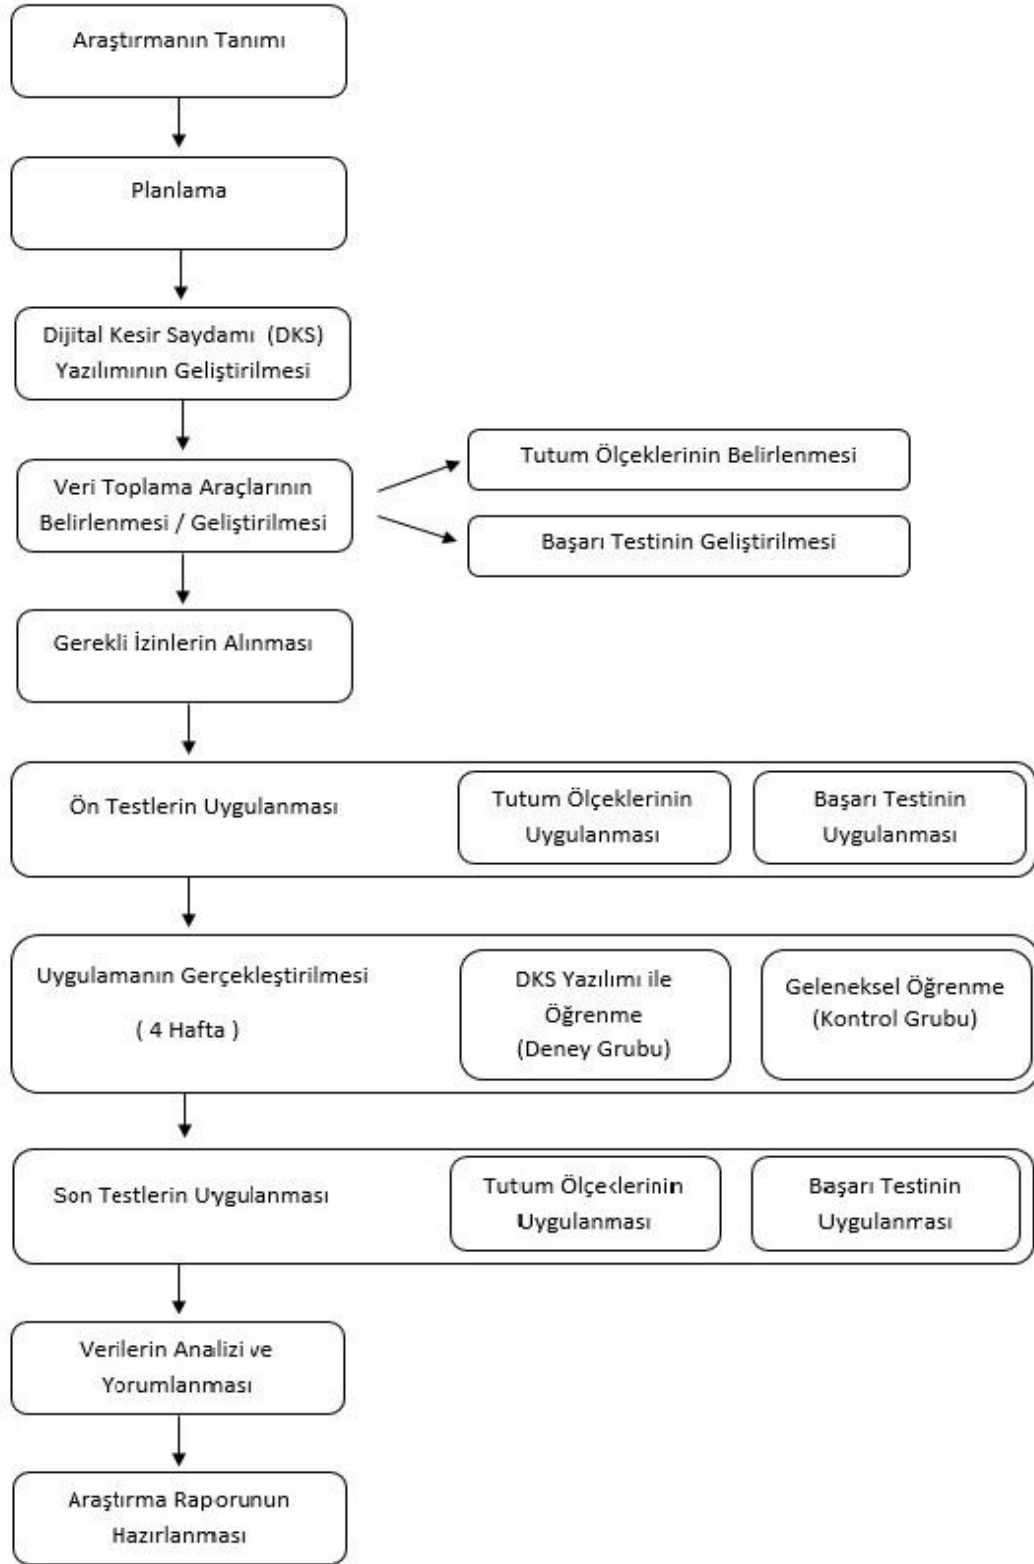 Araştırmanın Tanımı
Planlama
Dijital Kesir Saydamı (DKS)
Yazılımının Geliştirilmesi
Veri Toplama Araçlarının
Belirlenmesi / Geliştirilmesi
Tutum Ölçeklerinin Belirlenmesi
Başarı Testinin Geliştirilmesi
Gerekli İzinlerin Alınması
Ön Testlerin Uygulanması
Tutum Ölçeklerinin
Uygulanması
Başarı Testinin
Uygulanması
Uygulamanın Gerçekleştirilmesi
( 4 Hafta )
DKS Yazılımı ile
Öğrenme
(Deney Grubu)
Geleneksel Öğrenme
(Kontrol Grubu)
Son Testlerin Uygulanması
Tutum Ölçeklerinin
Uygulanması
Başarı Testinin
Uygulanması
Verilerin Analizi ve
Yorumlanması
Araştırma Raporunun
Hazırlanması